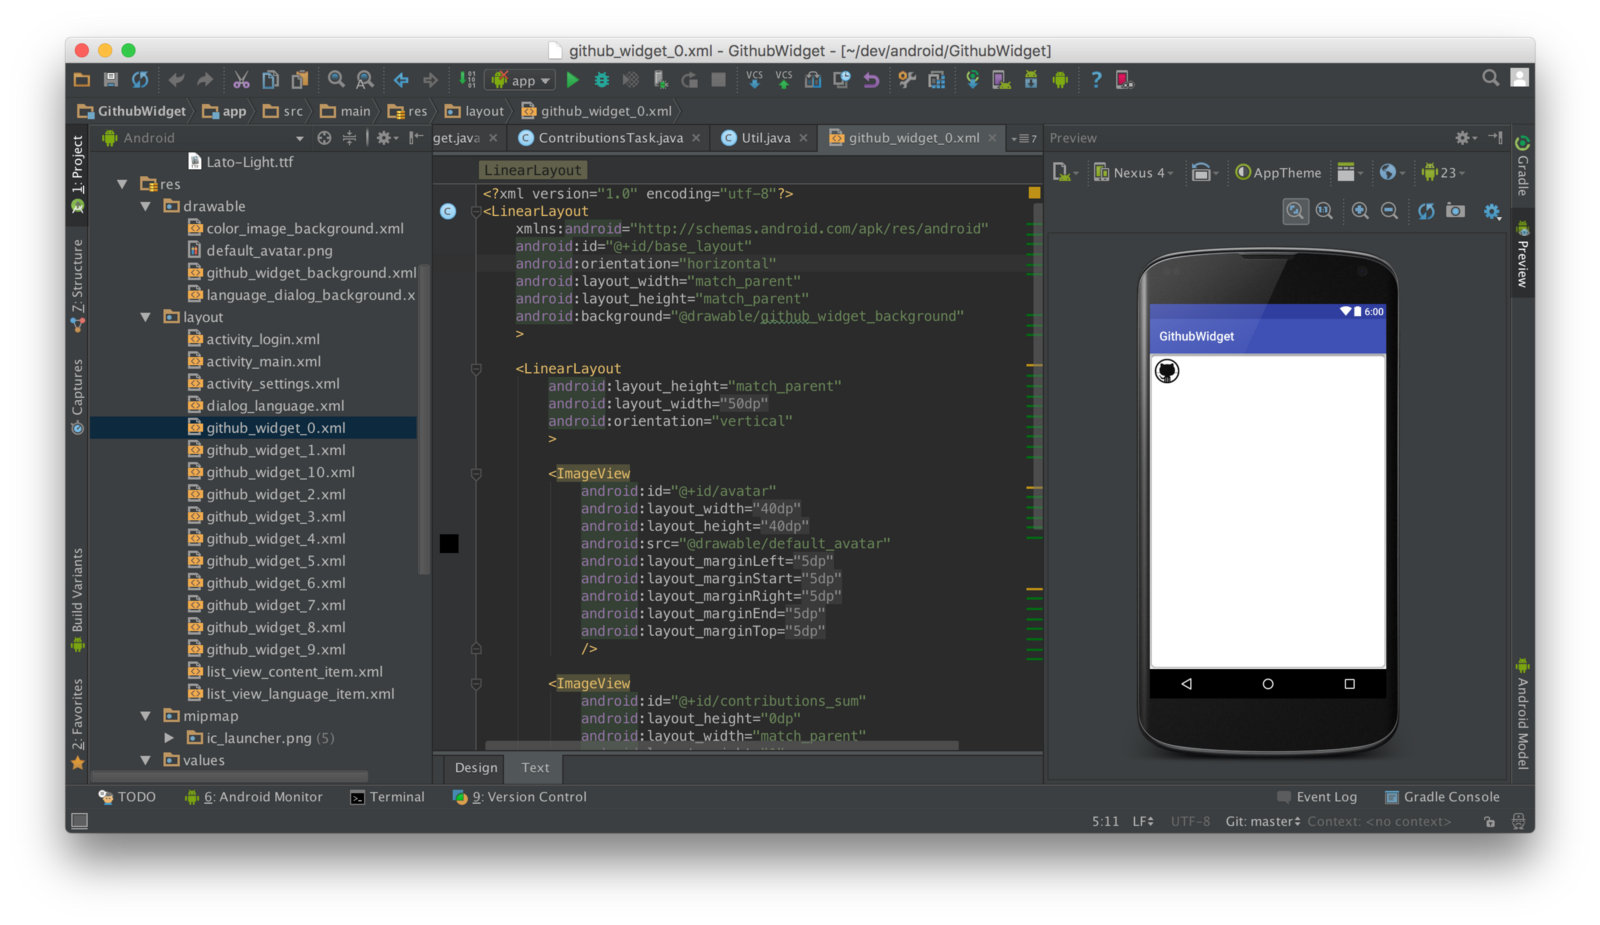 github_widget_0.xml - GithubWidget - [~/dev/android/GithubWidget]
app
VCS
VCS
?
GithubWidget
app
src
main
res
layout
github_widget_0.xml
Android
get.java
ContributionsTask.java
Util.java
github_widget_0.xml
7
Preview
1: Project
Z: Structure
Captures
Build Variants
2: Favorites
Lato-Light.ttf
res
drawable
color_image_background.xml
default_avatar.png
github_widget_background.xml
language_dialog_background.x
layout
activity_login.xml
activity_main.xml
activity_settings.xml
dialog_language.xml
github_widget_0.xml
github_widget_1.xml
github_widget_10.xml
github_widget_2.xml
github_widget_3.xml
github_widget_4.xml
github_widget_5.xml
github_widget_6.xml
github_widget_7.xml
github_widget_8.xml
github_widget_9.xml
list_view_content_item.xml
list_view_language_item.xml
mipmap
ic_launcher.png (5)
values
LinearLayout
<?xml version="1.0" encoding="utf-8"?>
<LinearLayout
xmlns:android="http://schemas.android.com/apk/res/android"
android:id="@+id/base_layout"
android:orientation="horizontal"
android:layout_width="match_parent"
android:layout_height="match_parent"
android:background="@drawable/github_widget_background"
>
<LinearLayout
android:layout_height="match_parent"
android:layout_width="50dp"
android:orientation="vertical"
>
<ImageView
android:id="@+id/avatar"
android:layout_width="40dp"
android:layout_height="40dp"
android:src="@drawable/default_avatar"
android:layout_marginLeft="5dp"
android:layout_marginStart="5dp"
android:layout_marginRight="5dp"
android:layout_marginEnd="5dp"
android:layout_marginTop="5dp"
/>
<ImageView
android:id="@+id/contributions_sum"
android:layout_height="0dp"
android:layout_width="match_parent"
Design
Text
Nexus 4
AppTheme
23
1:1
6:00
GithubWidget
Gradle
Preview
Android Model
TODO
6: Android Monitor
Terminal
9: Version Control
Event Log
Gradle Console
5:11
LF
UTF-8
Git: master
Context: <no context>